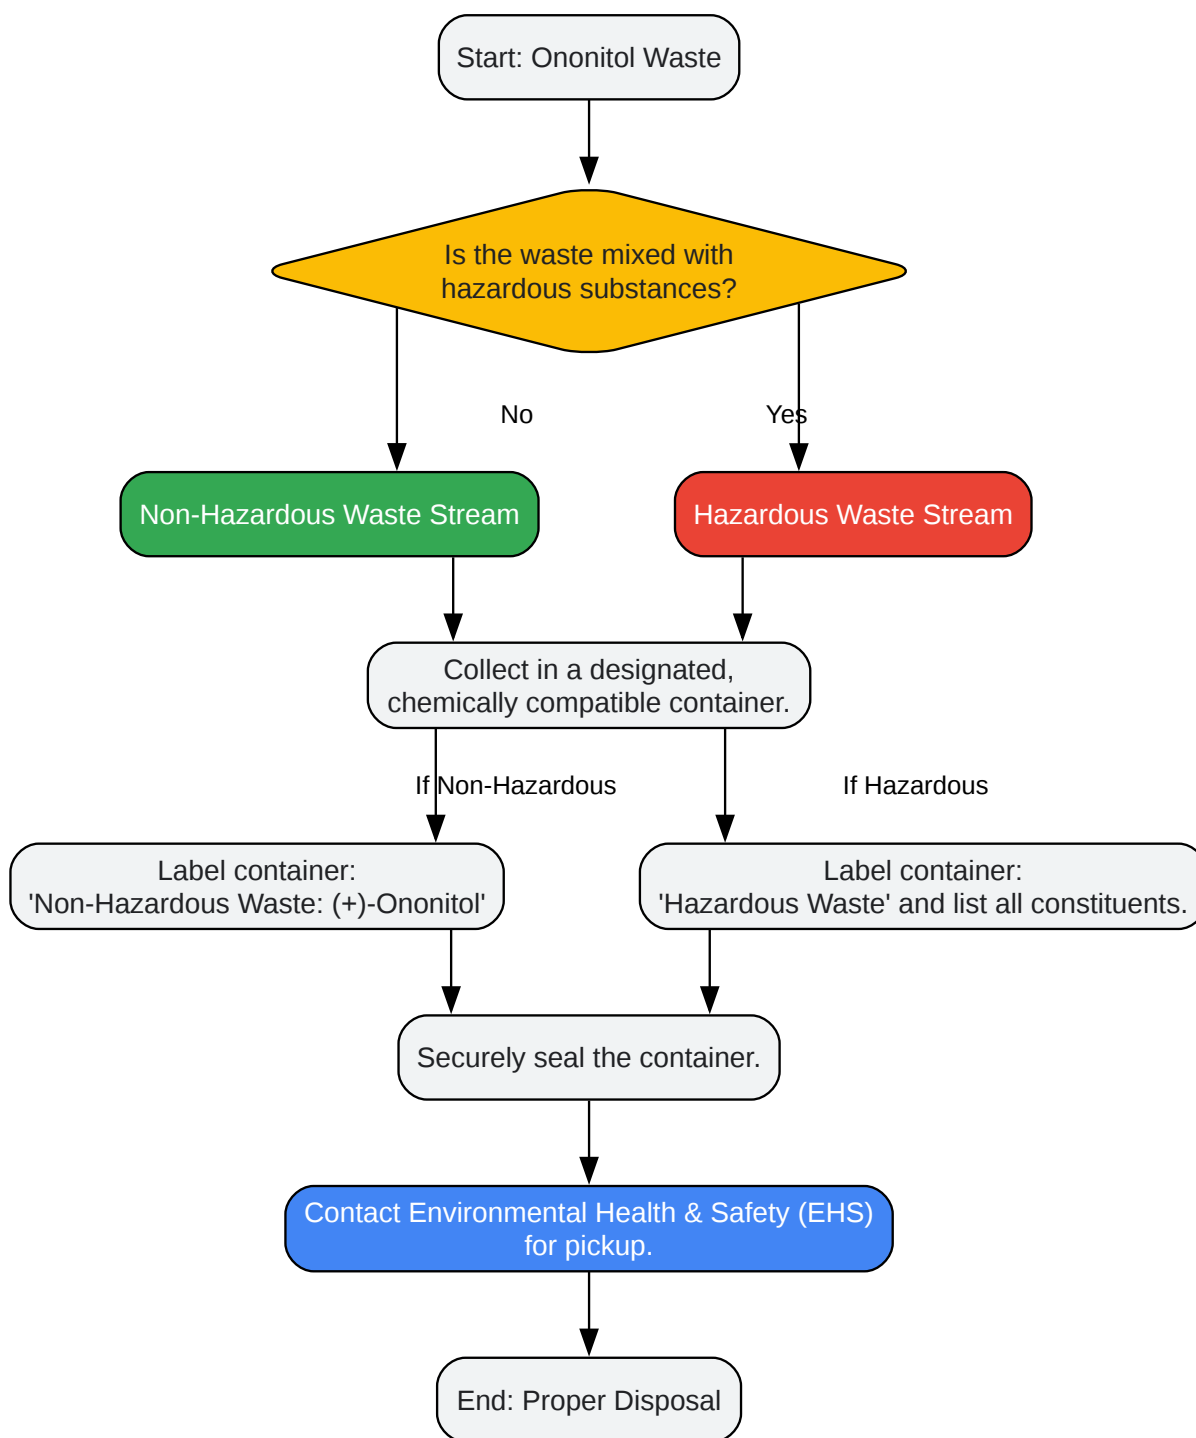 Start: Ononitol Waste
Is the waste mixed with
hazardous substances?
No
Yes
Non-Hazardous Waste Stream
Hazardous Waste Stream
Collect in a designated,
chemically compatible container.
If Non-Hazardous
If Hazardous
Label container:
'Non-Hazardous Waste: (+)-Ononitol'
Label container:
'Hazardous Waste' and list all constituents.
Securely seal the container.
Contact Environmental Health & Safety (EHS)
for pickup.
End: Proper Disposal